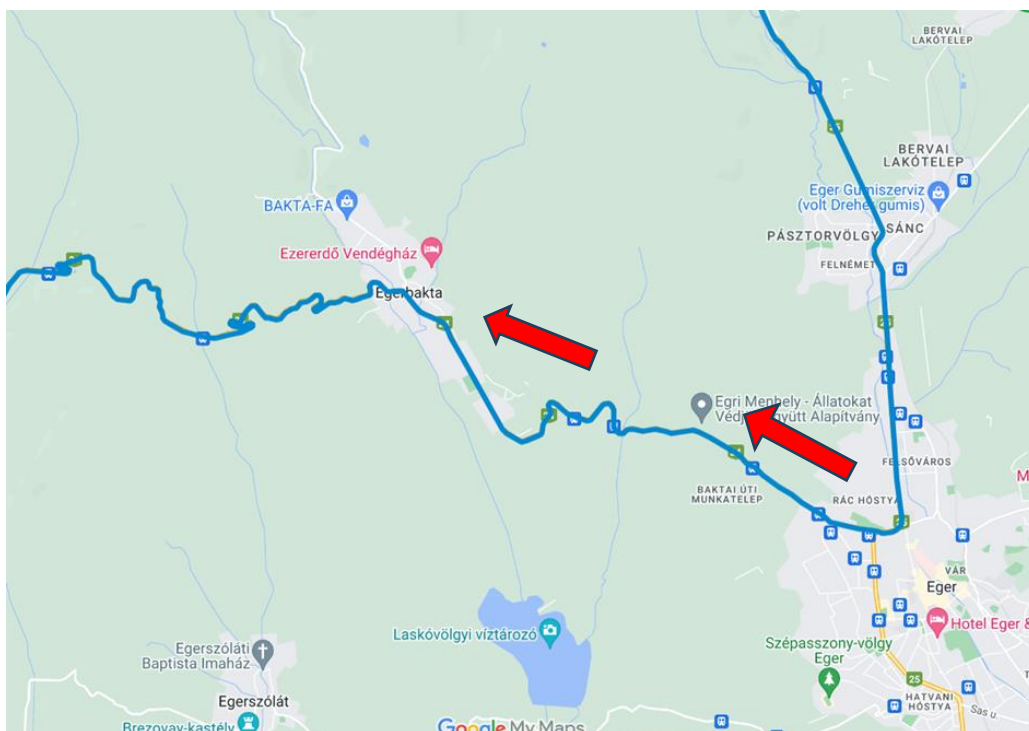 BERVAI
LAKÓTELEP
BERVAI
LAKÓTELEP
BAKTA-FA
Eger Gumiszerviz
(volt Dreher gumis)
SÁNC
PÁSZTORVÖLGY
Ezererdő Vendégház
FELNÉMET
Egerbakta
Egri Menhely - Állatokat
Együtt Alapítvány
FELSŐVÁROS
BAKTAI ÚTI
MUNKATELEP
RÁC HÓSTYA
VÁR
Eger
Hotel Eger &
Laskóvölgyi víztározó
Szépasszony-völgy
Eger
Egerszóláti
Baptista Imaház
25
HATVANI
HÓSTYA
Sas u.
Egerszólát
Brezovay-kastély
Google My Maps